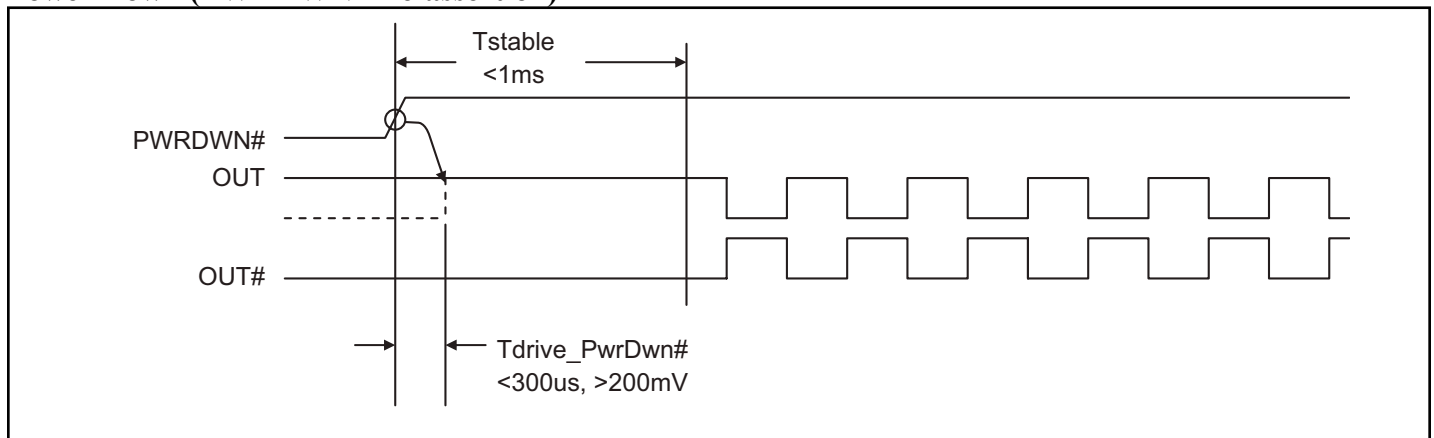 Tstable
<1ms
PWRDWN#
OUT
OUT#
Tdrive_PwrDwn#
<300us, >200mV